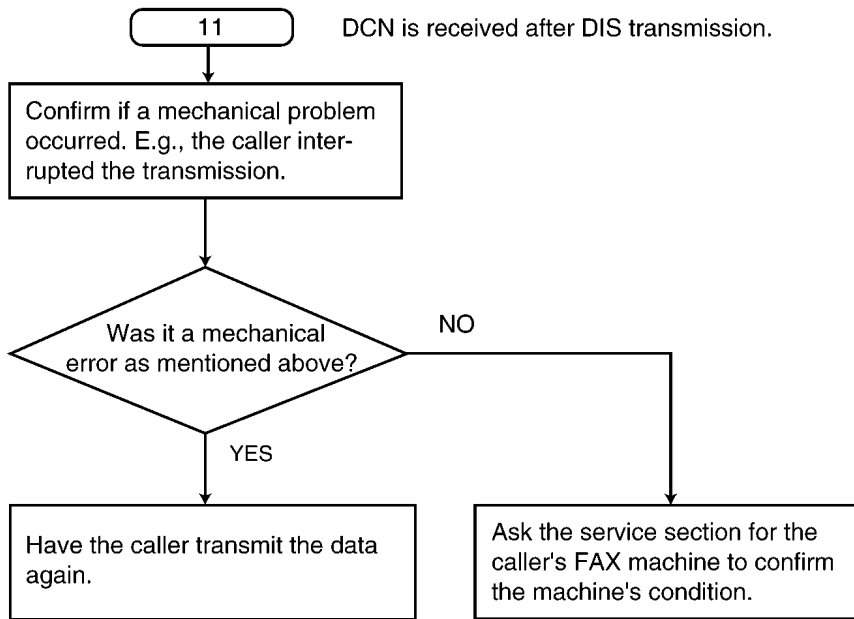 11
DCN is received after DIS transmission.
Confirm if a mechanical problem
occurred. E.g., the caller inter-
rupted the transmission.
Was it a mechanical
error as mentioned above?
NO
YES
Have the caller transmit the data
again.
Ask the service section for the
caller's FAX machine to confirm
the machine's condition.